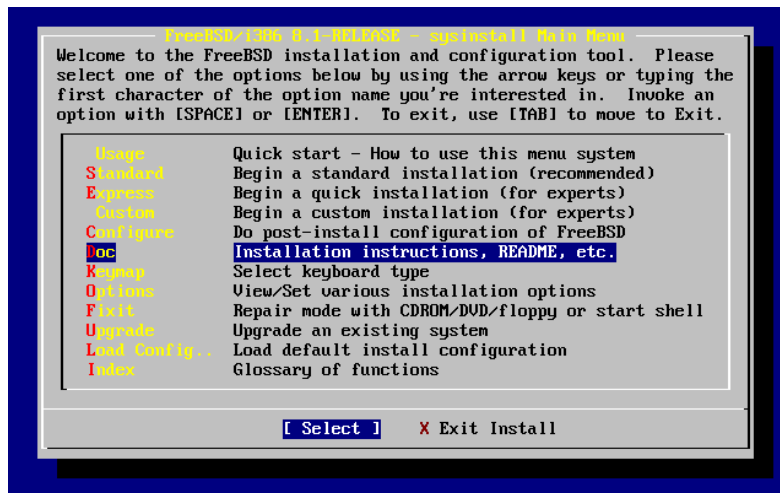 FreeBSD/i386 8.1-RELEASE - sysinstall Main Menu
Welcome to the FreeBSD installation and configuration tool.  Please
select one of the options below by using the arrow keys or typing the
first character of the option name you're interested in.  Invoke an
option with [SPACE] or [ENTER].  To exit, use [TAB] to move to Exit.
Usage Quick start - How to use this menu system
Standard Begin a standard installation (recommended)
Express Begin a quick installation (for experts)
Custom Begin a custom installation (for experts)
Configure Do post-install configuration of FreeBSD
Doc Installation instructions, README, etc.
Keymap Select keyboard type
Options View/Set various installation options
Fixit Repair mode with CDROM/DVD/floppy or start shell
Upgrade Upgrade an existing system
Load Config.. Load default install configuration
Index Glossary of functions
[ Select ] X Exit Install